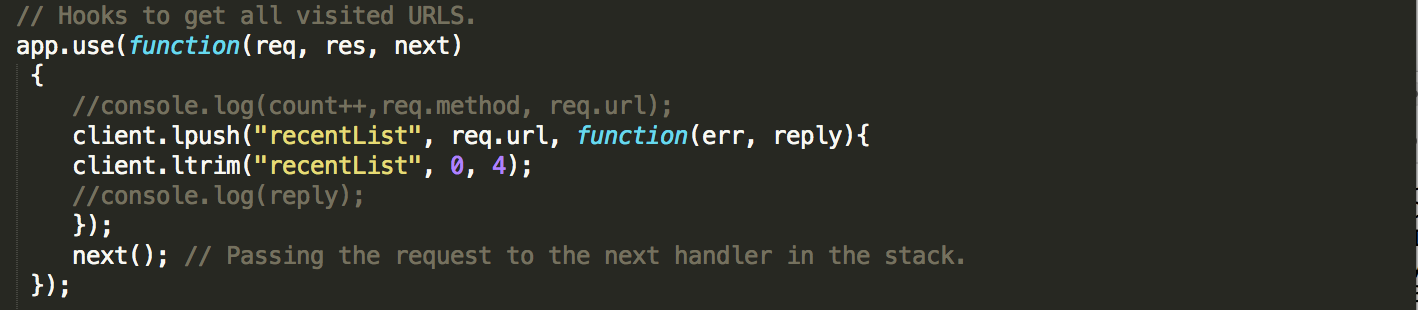 // Hooks to get all visited URLS.
app.use(function(req, res, next)
{
//console.log(count++,req.method, req.url);
client.lpush("recentList", req.url, function(err, reply){
client.ltrim("recentList", 0, 4);
//console.log(reply);
});
next(); // Passing the request to the next handler in the stack.
});